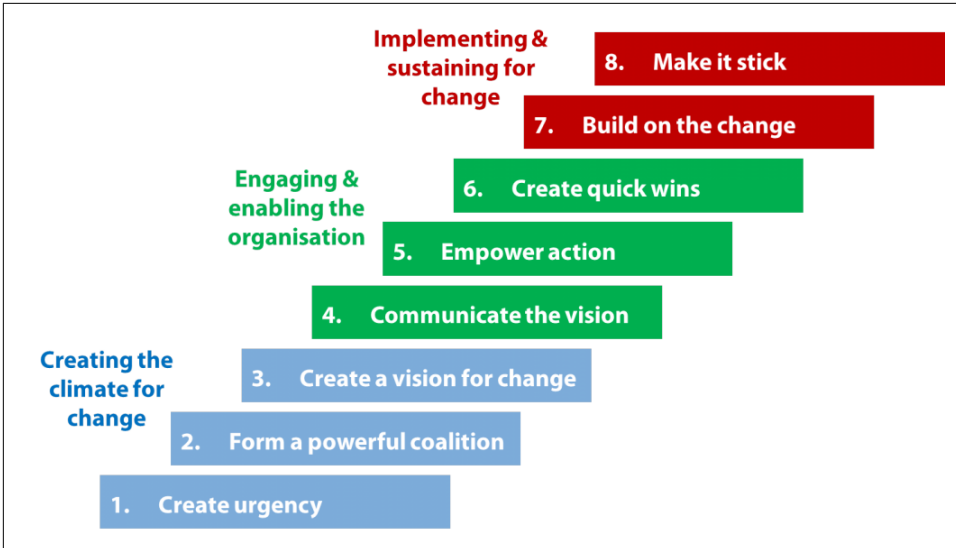 Implementing &
sustaining for
change
8. Make it stick
7. Build on the change
Engaging &
enabling the
organisation
6. Create quick wins
5. Empower action
4. Communicate the vision
Creating the
climate for
change
3. Create a vision for change
2. Form a powerful coalition
1. Create urgency